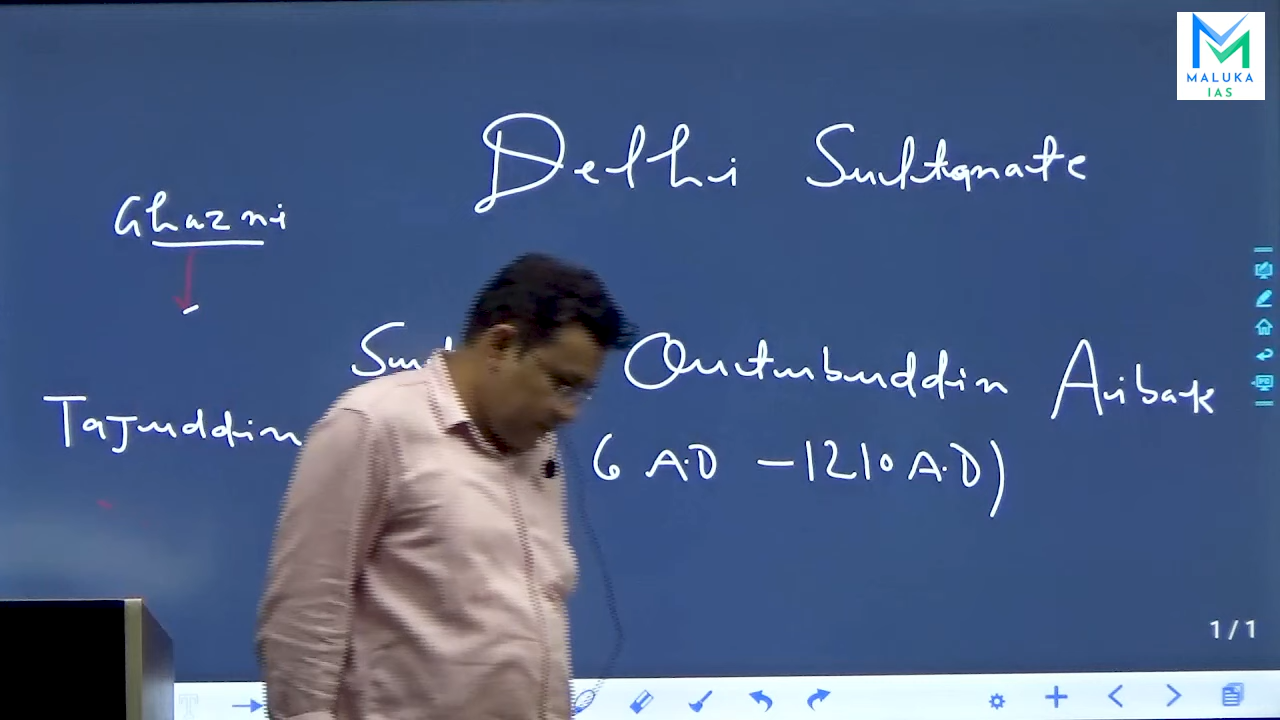 MALUKA
IAS
Delhi Sultanate
Ghazni
Qutubuddin Aibak
Tajuddin
6 A.D - 1210 A.D)
1/1